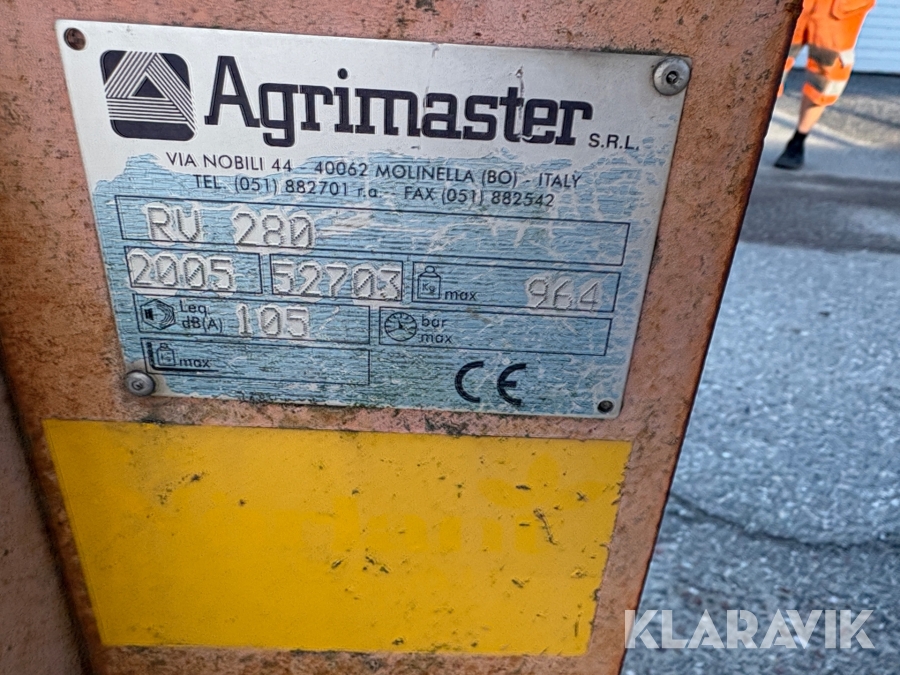 Agrimaster S.R.L.
VIA NOBILI 44 - 40062 MOLINELLA (BO) - ITALY
TEL. (051) 882701 r.a. - FAX (051) 882542
RV 280
2005 52703 Kg max 964
Leq dB(A) 105 bar max
Kg max
CE
KLARAVIK